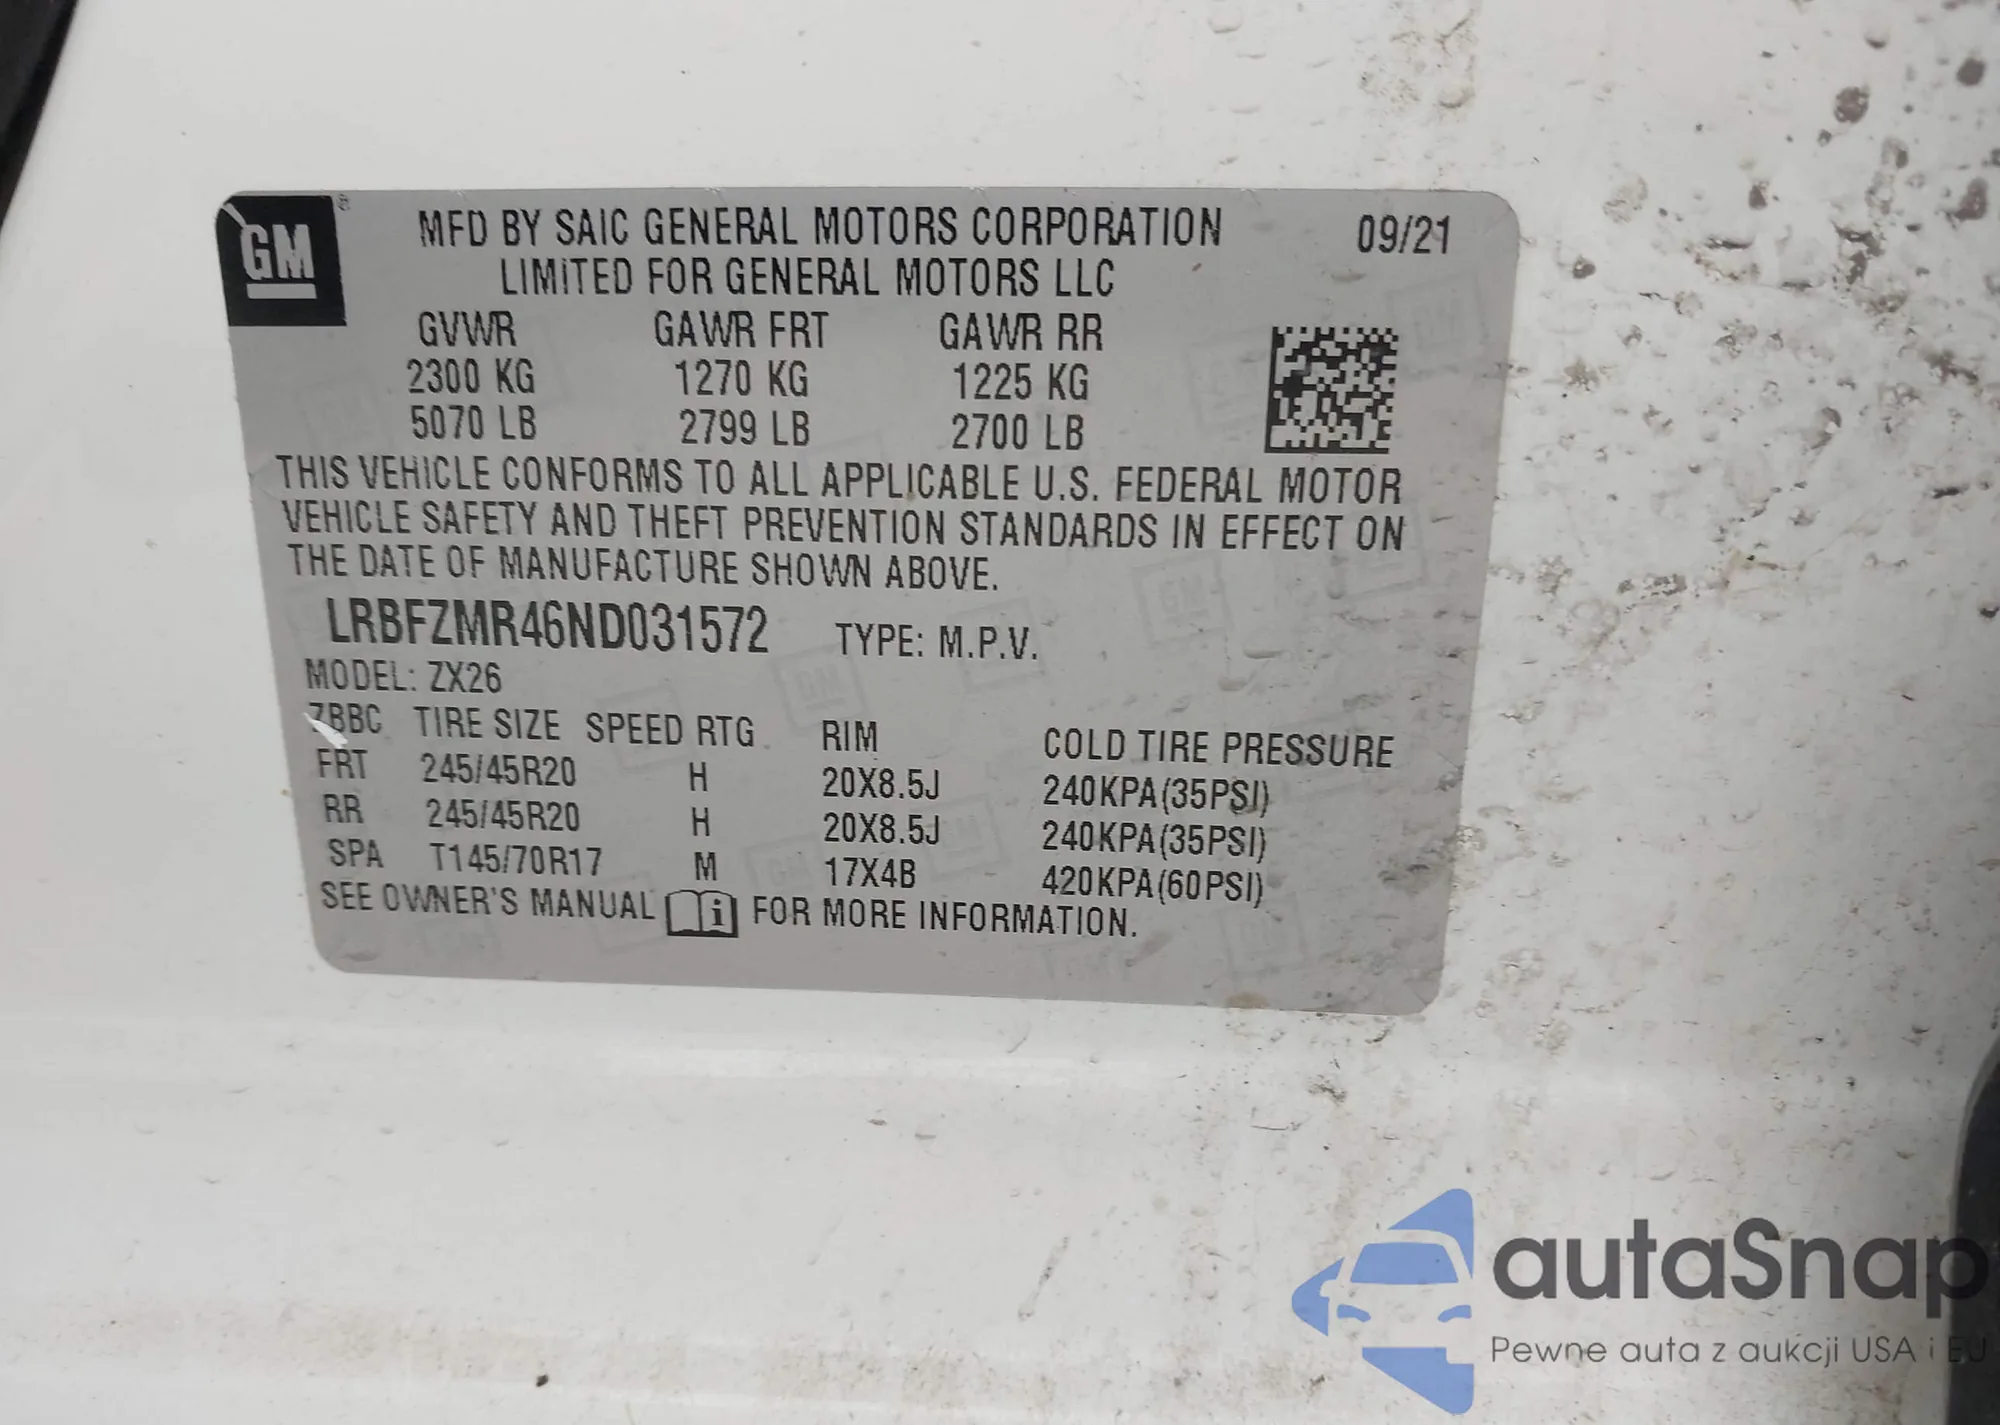 GM ®
MFD BY SAIC GENERAL MOTORS CORPORATION 09/21
LIMITED FOR GENERAL MOTORS LLC
GVWR GAWR FRT GAWR RR
2300 KG 1270 KG 1225 KG
5070 LB 2799 LB 2700 LB
THIS VEHICLE CONFORMS TO ALL APPLICABLE U.S. FEDERAL MOTOR
VEHICLE SAFETY AND THEFT PREVENTION STANDARDS IN EFFECT ON
THE DATE OF MANUFACTURE SHOWN ABOVE.
LRBFZMR46ND031572 TYPE: M.P.V.
MODEL: ZX26
ZBBC TIRE SIZE SPEED RTG RIM COLD TIRE PRESSURE
FRT 245/45R20 H 20X8.5J 240KPA(35PSI)
RR 245/45R20 H 20X8.5J 240KPA(35PSI)
SPA T145/70R17 M 17X4B 420KPA(60PSI)
SEE OWNER'S MANUAL i FOR MORE INFORMATION.
autaSnap
Pewne auta z aukcji USA i EU